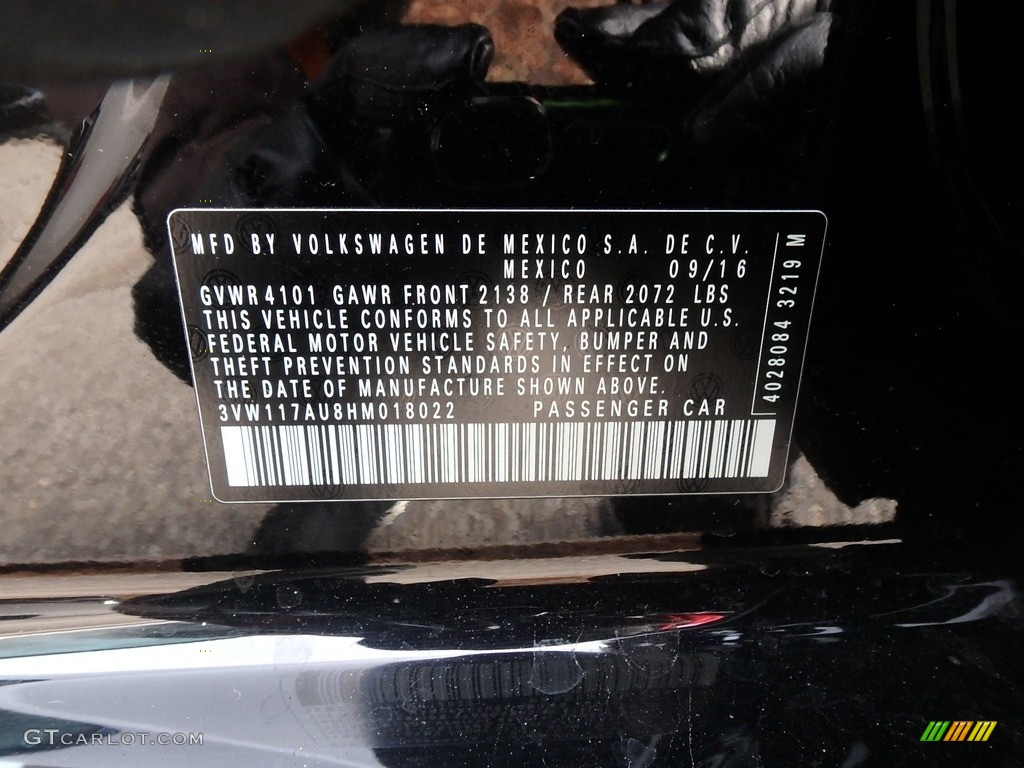 MFD BY VOLKSWAGEN DE MEXICO S.A. DE C.V.
MEXICO 09/16
GVWR 4101 GAWR FRONT 2138 / REAR 2072 LBS
THIS VEHICLE CONFORMS TO ALL APPLICABLE U.S.
FEDERAL MOTOR VEHICLE SAFETY, BUMPER AND
THEFT PREVENTION STANDARDS IN EFFECT ON
THE DATE OF MANUFACTURE SHOWN ABOVE.
3VW117AU8HM018022 PASSENGER CAR
4028084 3219 M
GTCARLOT.COM